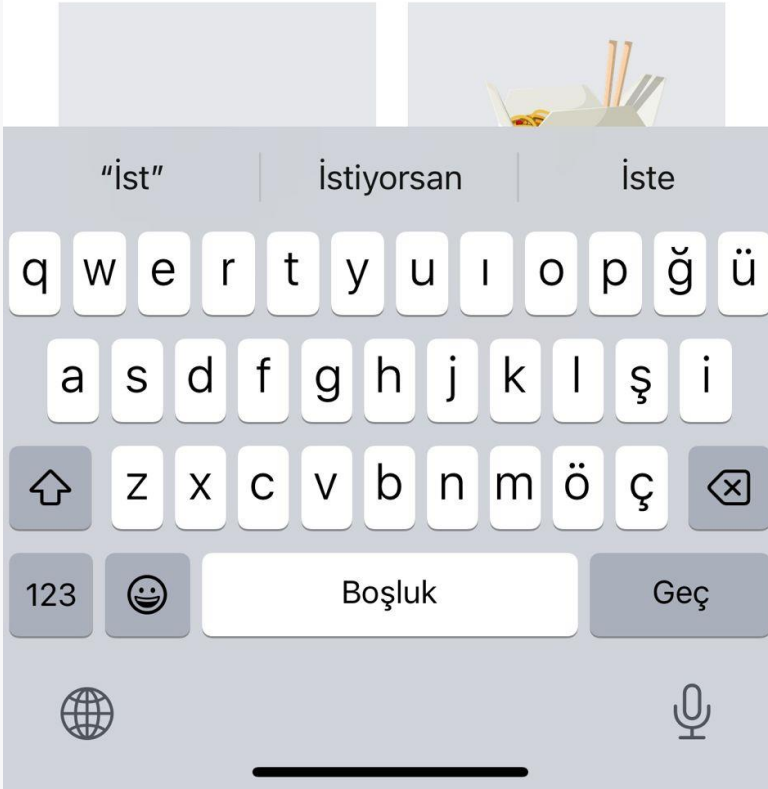 “İst” İstiyorsan İste
q w e r t y u ı o p ğ ü
a s d f g h j k l ş i
z x c v b n m ö ç
123 Boşluk Geç